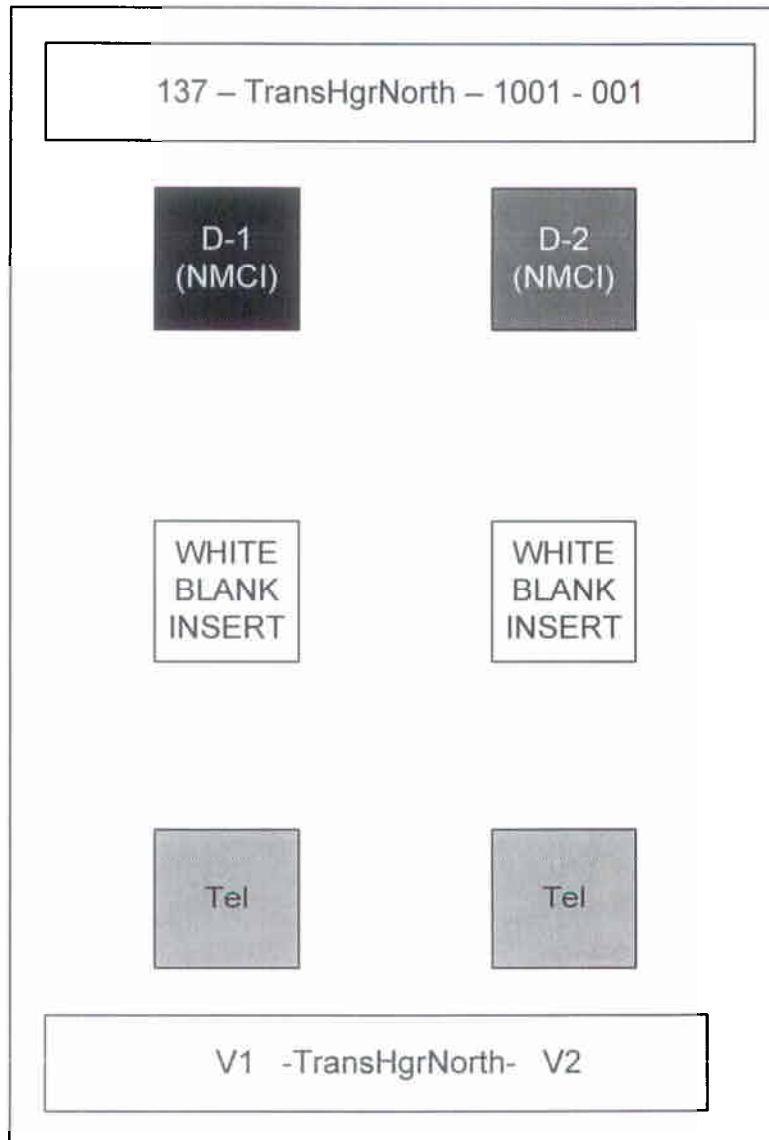 137 – TransHgrNorth – 1001 - 001
D-1
(NMCI)
D-2
(NMCI)
WHITE
BLANK
INSERT
WHITE
BLANK
INSERT
Tel
Tel
V1 -TransHgrNorth- V2